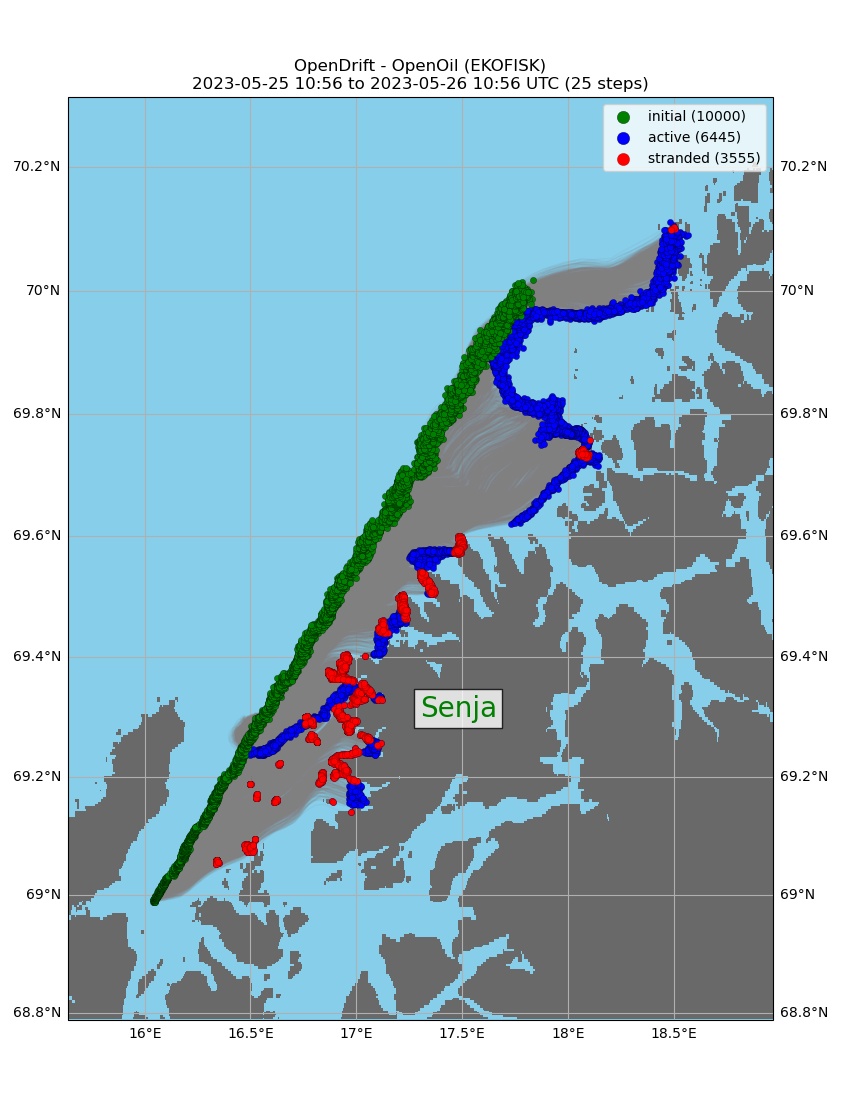 OpenDrift - OpenOil (EKOFISK)
2023-05-25 10:56 to 2023-05-26 10:56 UTC (25 steps)
initial (10000)
active (6445)
stranded (3555)
70.2°N 70.2°N
70°N 70°N
69.8°N 69.8°N
69.6°N 69.6°N
69.4°N 69.4°N
Senja
69.2°N 69.2°N
69°N 69°N
68.8°N 68.8°N
16°E 16.5°E 17°E 17.5°E 18°E 18.5°E